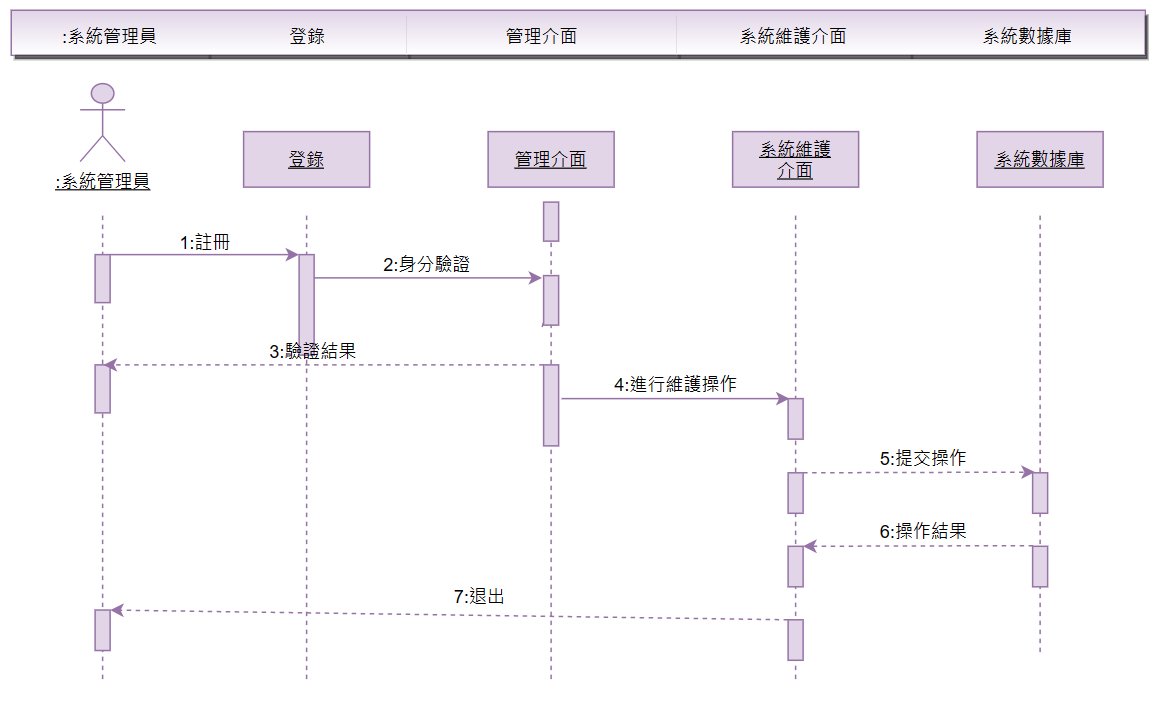 :系統管理員
登錄
管理介面
系統維護介面
系統數據庫
:系統管理員
登錄
管理介面
系統維護
介面
系統數據庫
1:註冊
2:身分驗證
3:驗證結果
4:進行維護操作
5:提交操作
6:操作結果
7:退出